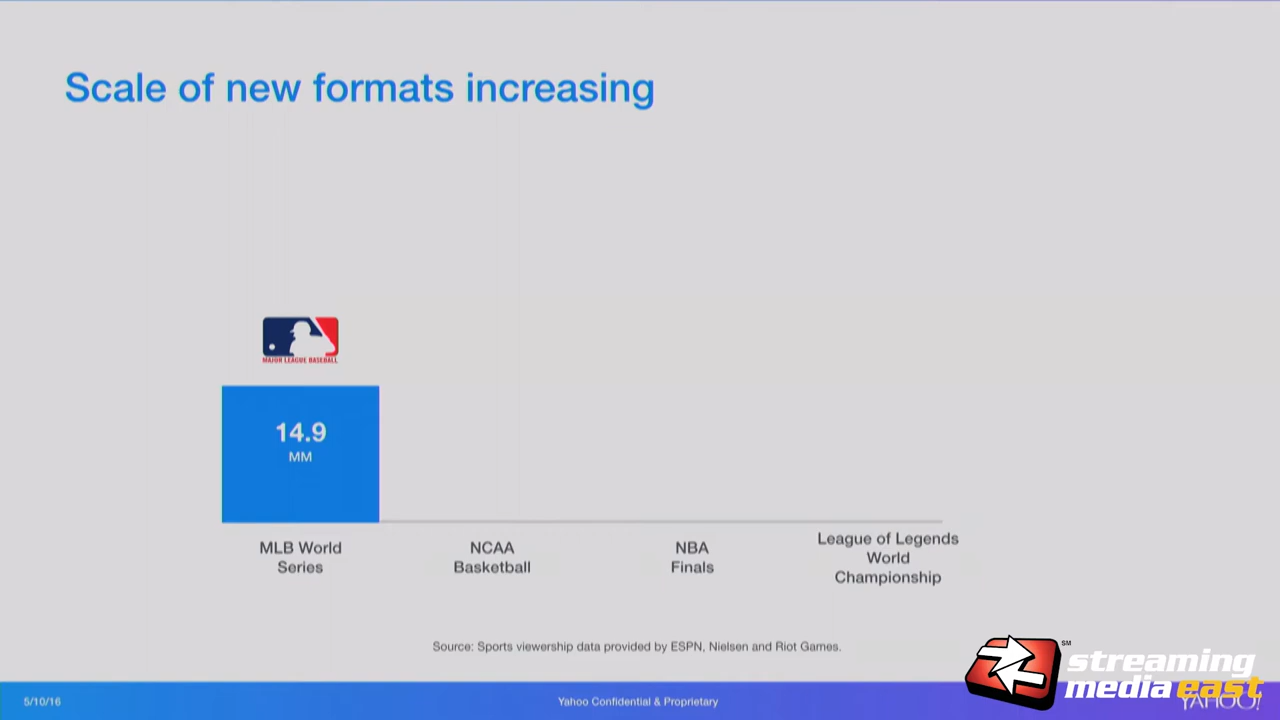 Scale of new formats increasing
MAJOR LEAGUE BASEBALL
14.9
MM
MLB World
Series
NCAA
Basketball
NBA
Finals
League of Legends
World
Championship
Source: Sports viewership data provided by ESPN, Nielsen and Riot Games.
SM
streaming
media east
5/10/16
Yahoo Confidential & Proprietary
YAHOO!